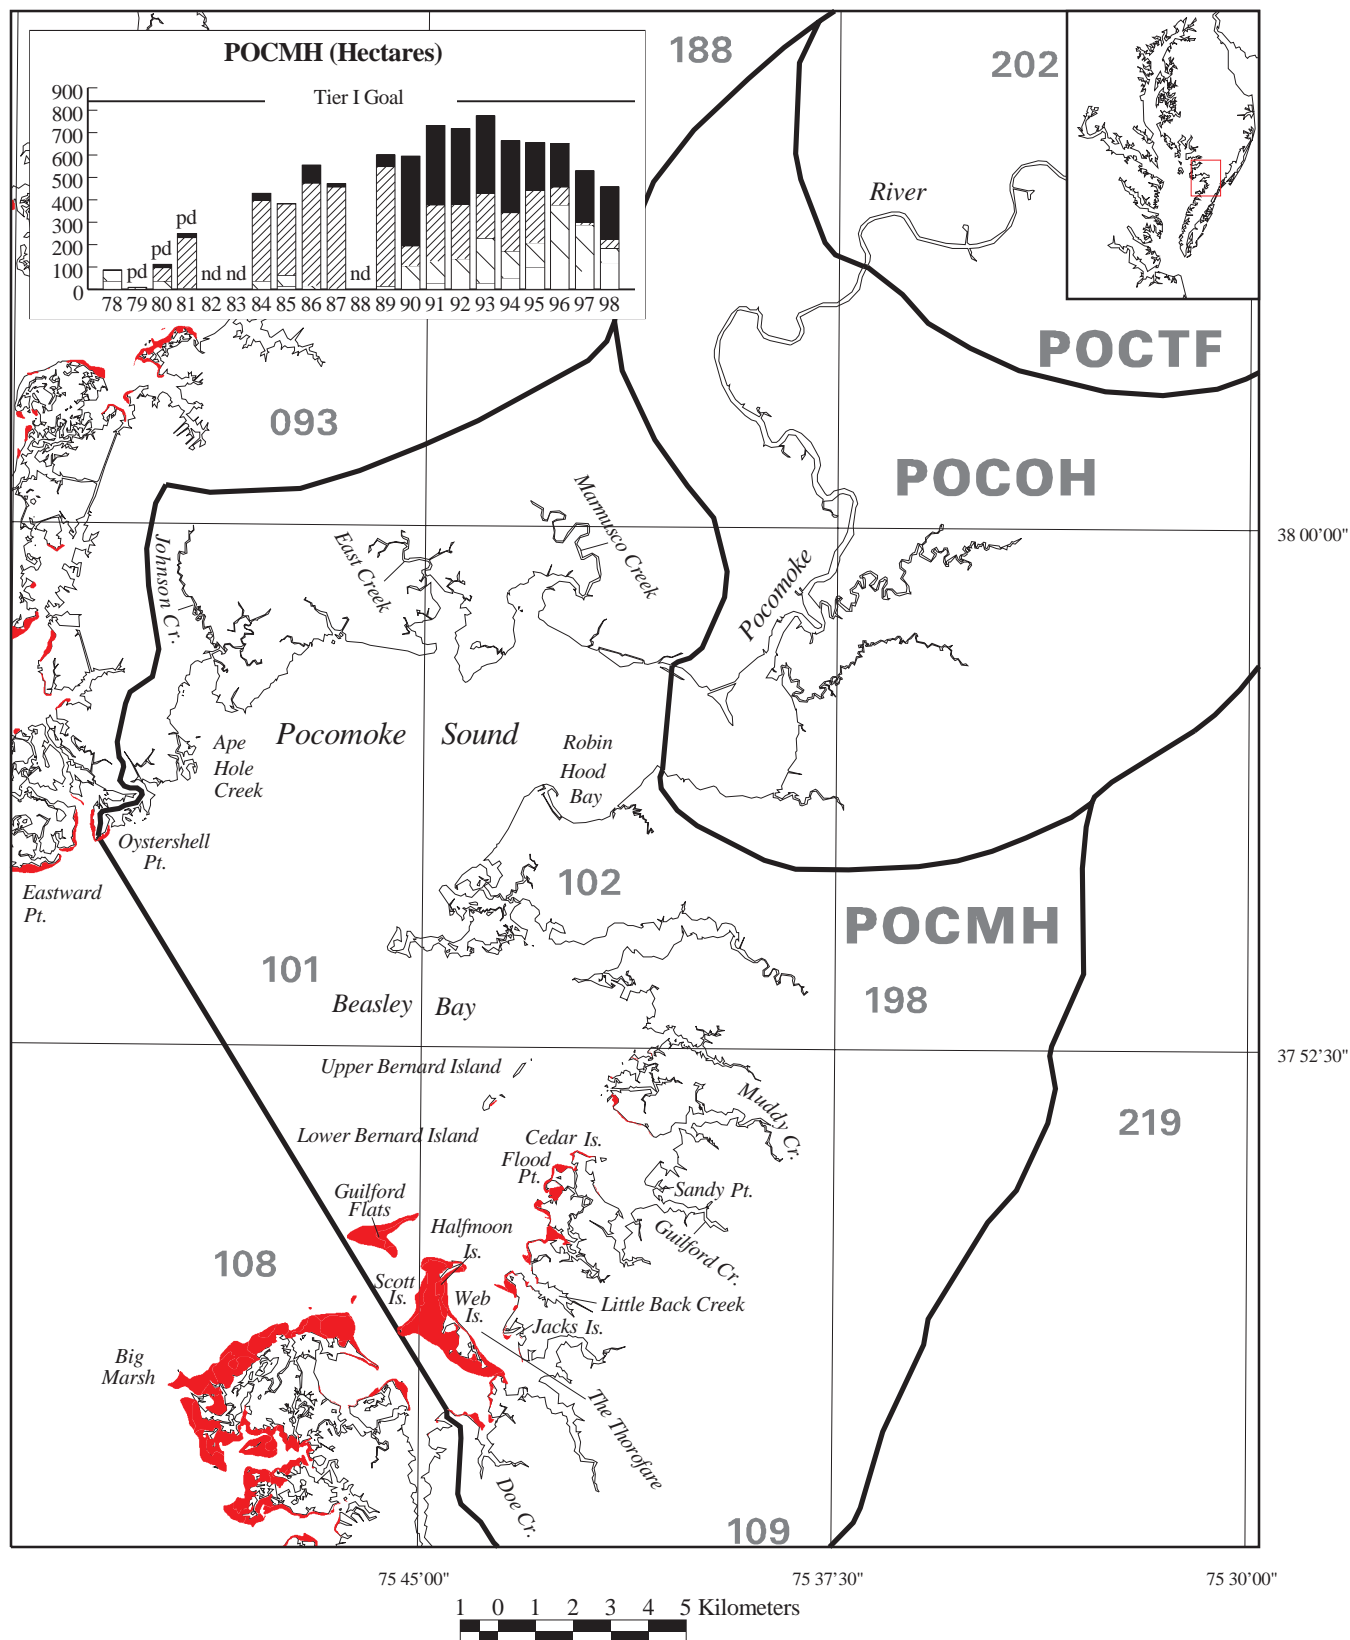 POCMH (Hectares)
Tier I Goal
900
800
700
600
500
400
300
200
100
0
pd
pd
pd
nd
nd
nd
78 79 80 81 82 83 84 85 86 87 88 89 90 91 92 93 94 95 96 97 98
188
202
River
POCTF
093
POCOH
Marmusco Creek
East Creek
Johnson Cr.
Pocomoke
38 00'00"
Pocomoke Sound
Ape
Hole
Creek
Robin
Hood
Bay
Oystershell
Pt.
Eastward
Pt.
102
POCMH
101
198
Beasley Bay
37 52'30"
Upper Bernard Island
Muddy Cr.
219
Lower Bernard Island
Cedar Is.
Flood
Pt.
Sandy Pt.
Guilford
Flats
Guilford Cr.
Halfmoon
Is.
108
Scott
Is.
Web
Is.
Little Back Creek
Jacks Is.
Big
Marsh
The Thorofare
Doe Cr.
109
75 45'00"
75 37'30"
75 30'00"
1 0 1 2 3 4 5 Kilometers